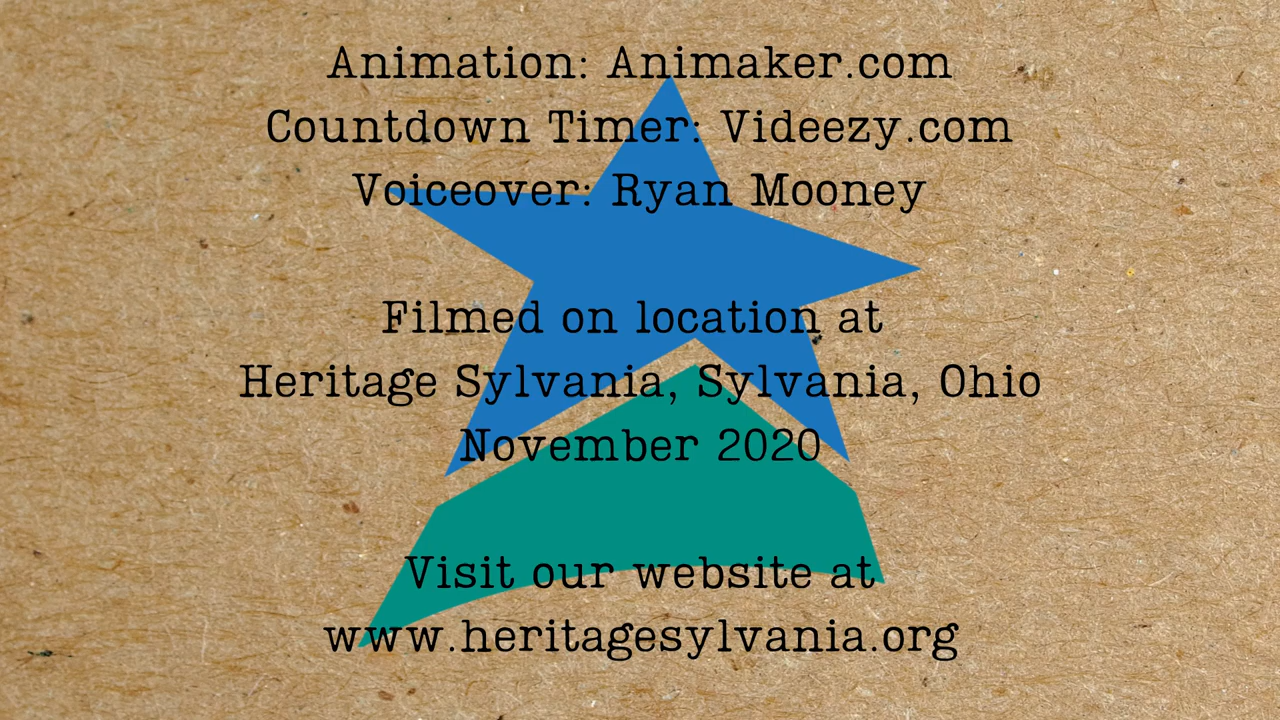 Animation: Animaker.com
Countdown Timer: Videezy.com
Voiceover: Ryan Mooney
Filmed on location at
Heritage Sylvania, Sylvania, Ohio
November 2020
Visit our website at
www.heritagesylvania.org